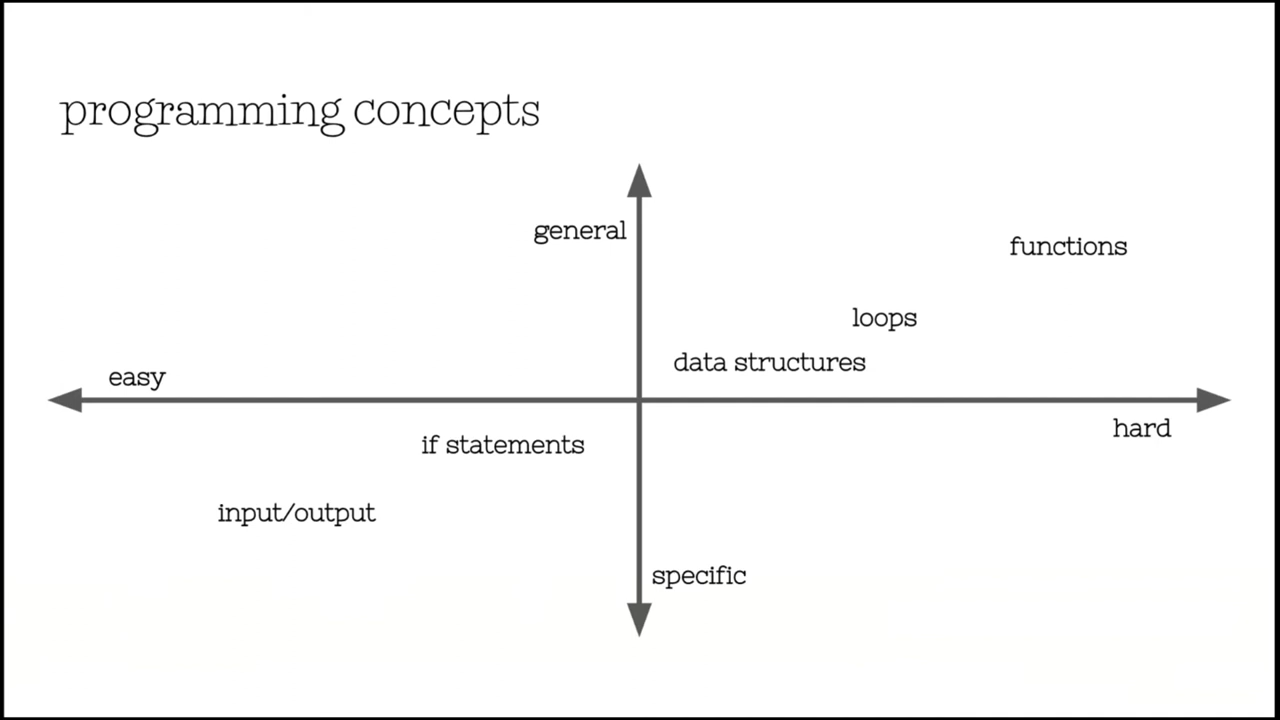 programming concepts
general
functions
loops
data structures
easy
hard
if statements
input/output
specific